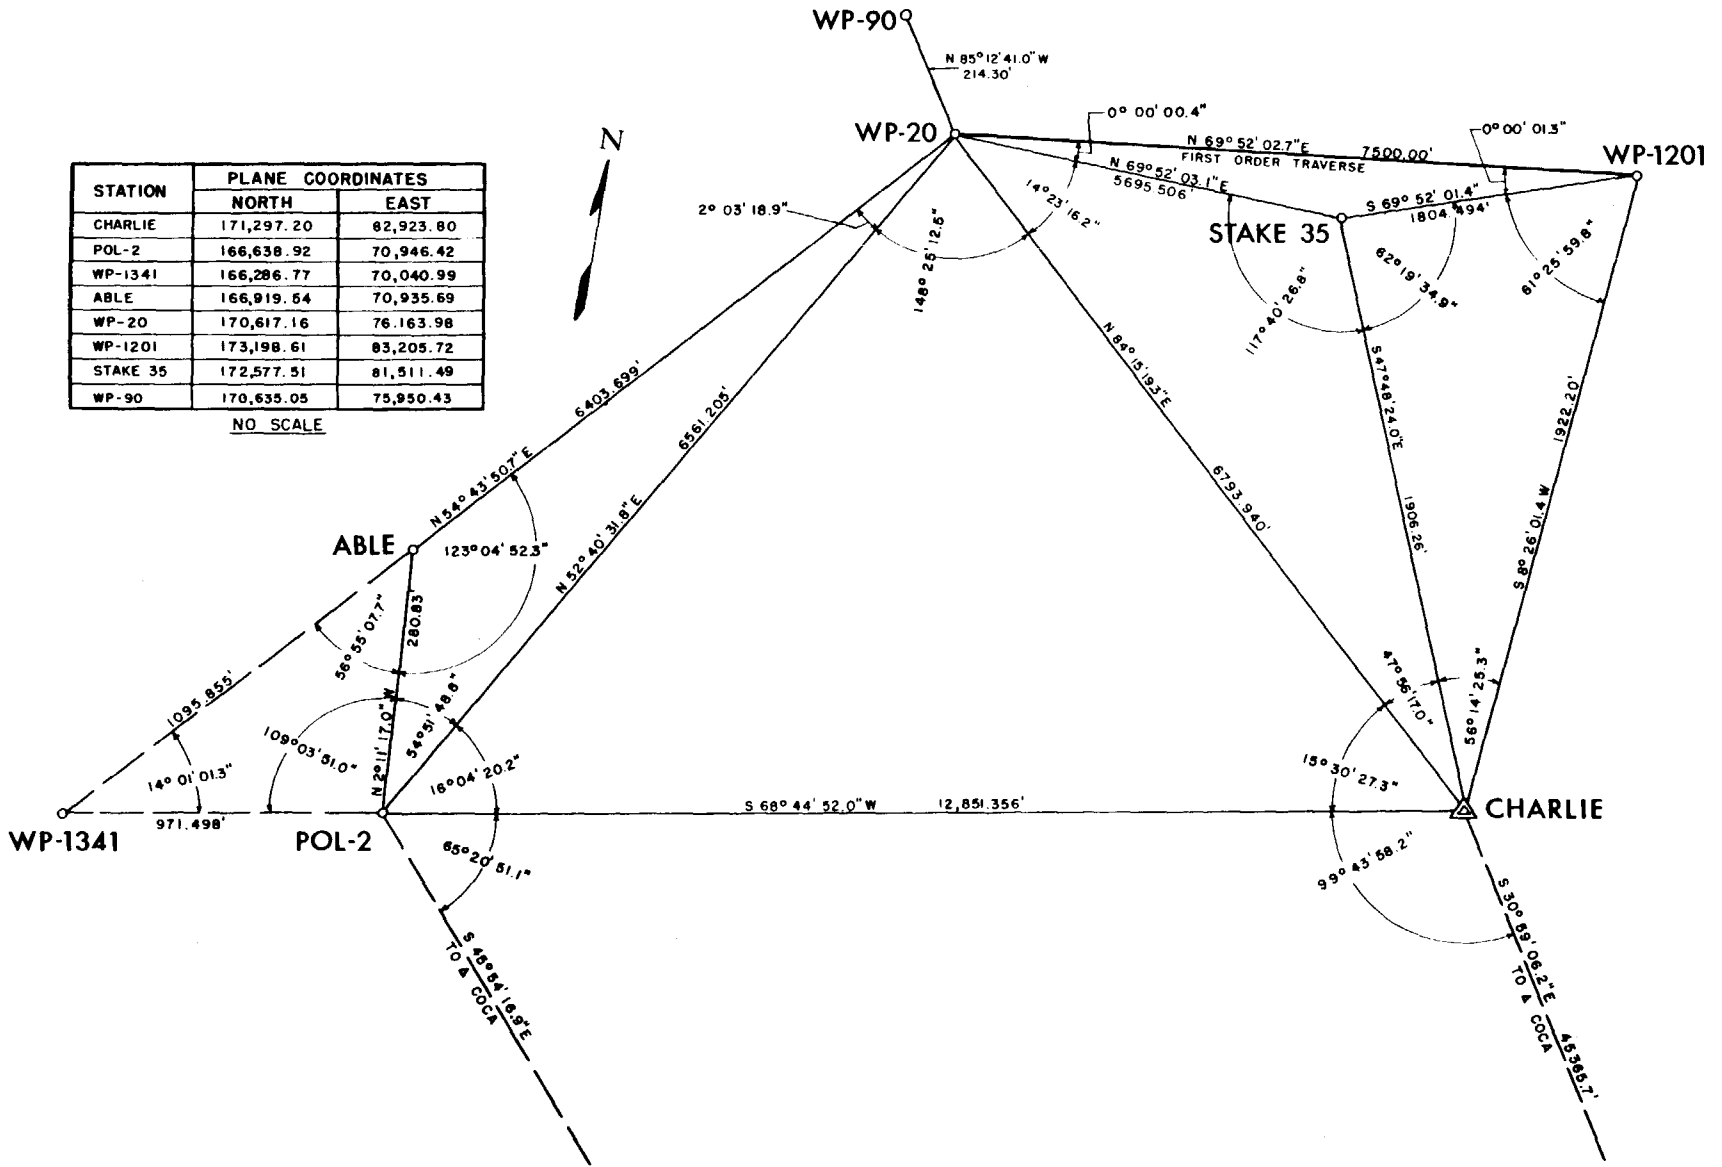 WP-90
N 85° 12' 41.0" W
214.30'
0° 00' 00.4"
WP-20
N 69° 52' 02.7" E
7500.00'
FIRST ORDER TRAVERSE
0° 00' 01.3"
WP-1201
N
N 69° 52' 03.1" E
5695.506'
S 69° 52' 01.4"
1804.494'
STAKE 35
STATION PLANE COORDINATES
NORTH EAST
CHARLIE 171,297.20 82,923.80
POL-2 166,638.92 70,946.42
WP-1341 166,286.77 70,040.99
ABLE 166,919.54 70,935.69
WP-20 170,617.16 76.163.98
WP-1201 173,198.61 83,205.72
STAKE 35 172,577.51 81,511.49
WP-90 170,635.05 75,950.43
NO SCALE
2° 03' 18.9"
148° 25' 12.5"
14° 23' 16.2"
117° 40' 26.8"
62° 19' 34.9"
61° 25' 59.8"
6403.699'
6561.205'
N 84° 15' 19.3" E
6793.940'
S 47° 48' 24.0" E
1906.26'
1922.20'
S 8° 26' 01.4 W
N 54° 43' 50.7" E
N 52° 40' 31.8" E
ABLE
123° 04' 52.3"
56° 55' 07.7"
280.83'
1095.855'
14° 01' 01.3"
109° 03' 51.0"
N 2° 11' 17.0" W
54° 51' 48.8"
16° 04' 20.2"
47° 56' 17.0"
56° 14' 25.3"
15° 30' 27.3"
S 68° 44' 52.0" W 12,851.356'
CHARLIE
971.498'
WP-1341
POL-2
65° 20' 51.1"
99° 43' 58.2"
S 45° 54' 16.9" E
TO Δ COCA
S 30° 59' 06.2" E 45365.7'
TO Δ COCA